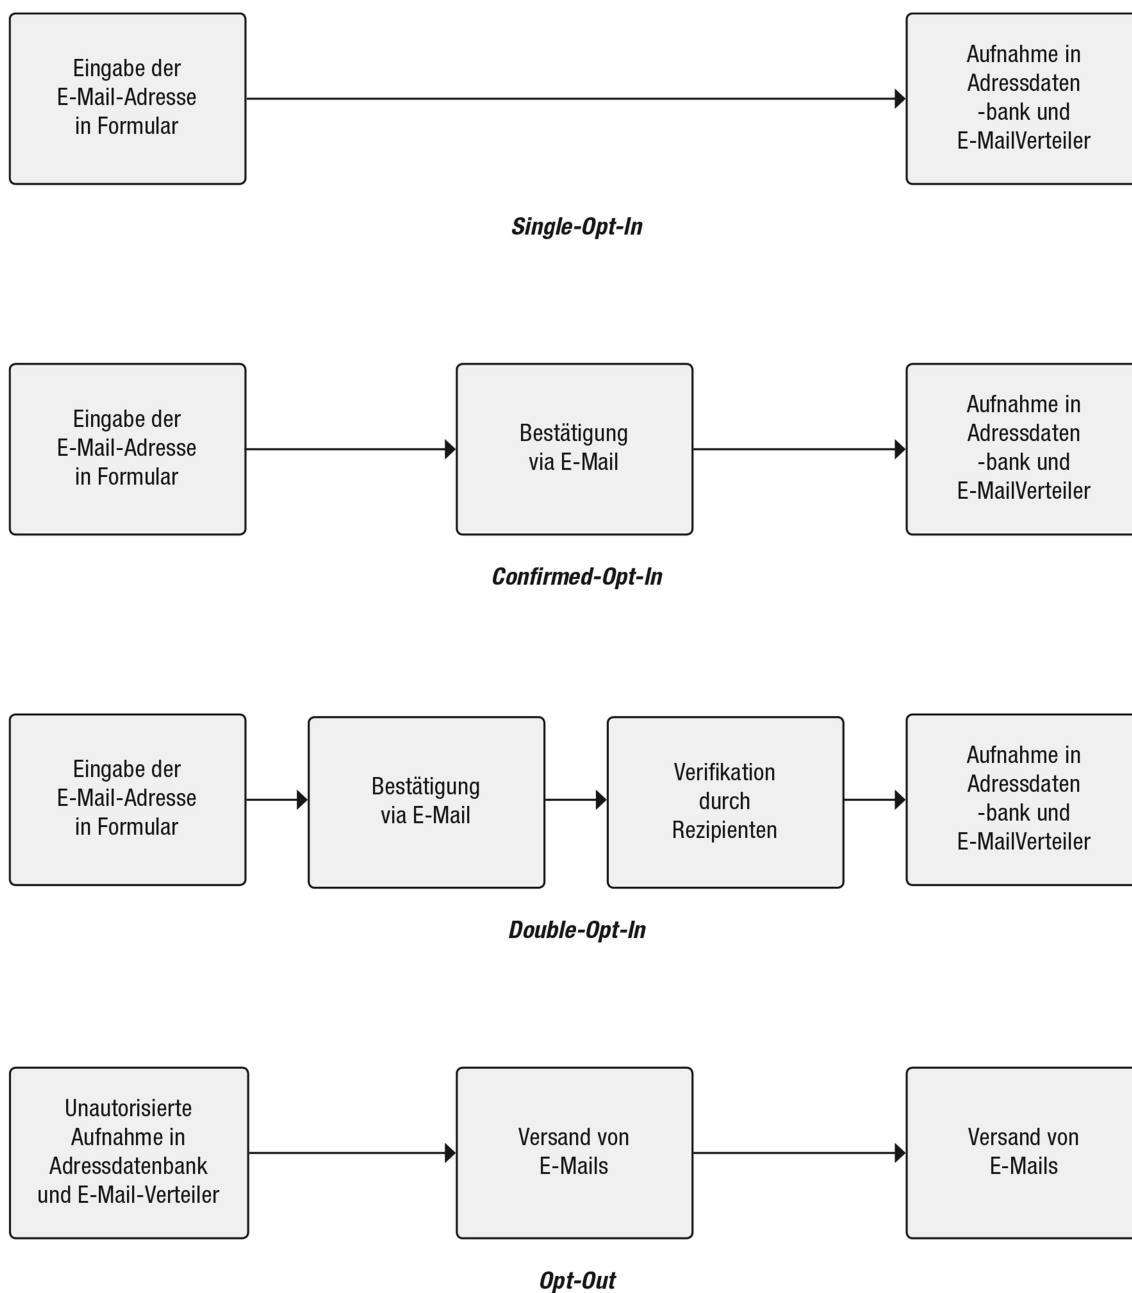 Eingabe der
E-Mail-Adresse
in Formular
Aufnahme in
Adressdaten
-bank und
E-MailVerteiler
Single-Opt-In
Eingabe der
E-Mail-Adresse
in Formular
Bestätigung
via E-Mail
Aufnahme in
Adressdaten
-bank und
E-MailVerteiler
Confirmed-Opt-In
Eingabe der
E-Mail-Adresse
in Formular
Bestätigung
via E-Mail
Verifikation
durch
Rezipienten
Aufnahme in
Adressdaten
-bank und
E-MailVerteiler
Double-Opt-In
Unautorisierte
Aufnahme in
Adressdatenbank
und E-Mail-Verteiler
Versand von
E-Mails
Versand von
E-Mails
Opt-Out